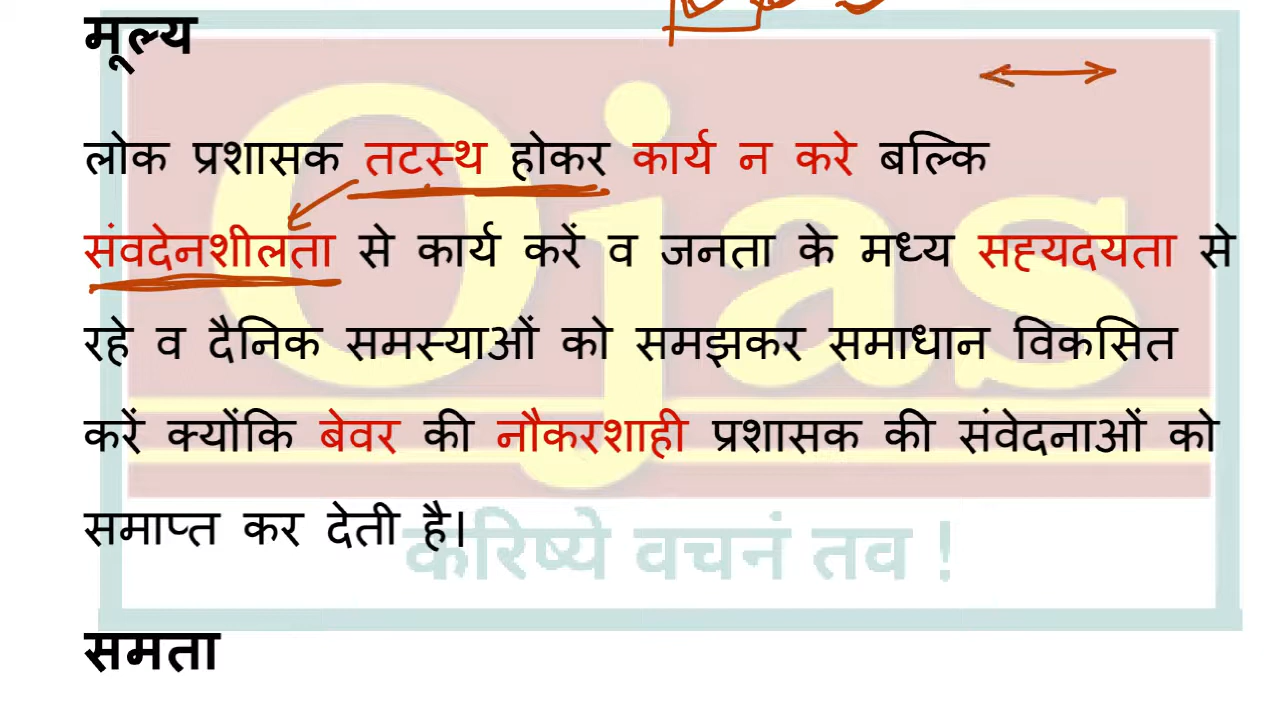 मूल्य
लोक प्रशासक तटस्थ होकर कार्य न करे बल्कि
संवदेनशीलता से कार्य करें व जनता के मध्य सह्यदयता से
रहे व दैनिक समस्याओं को समझकर समाधान विकसित
करें क्योंकि बेवर की नौकरशाही प्रशासक की संवेदनाओं को
समाप्त कर देती है।
समता
Ojas
करिष्ये वचनं तव !